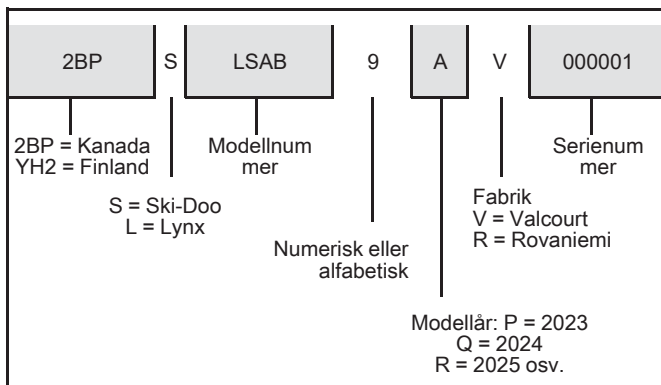 2BP S LSAB 9 A V 000001
2BP = Kanada
YH2 = Finland
Modellnum
mer
Serienum
mer
S = Ski-Doo
L = Lynx
Fabrik
V = Valcourt
R = Rovaniemi
Numerisk eller
alfabetisk
Modellår: P = 2023
Q = 2024
R = 2025 osv.